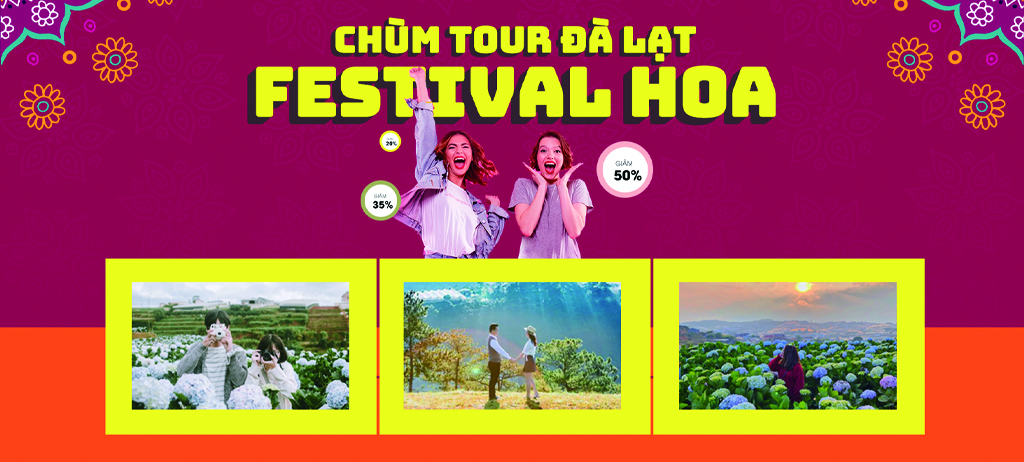 CHÙM TOUR ĐÀ LẠT
FESTIVAL HOA
20%
GIẢM
35%
GIẢM
50%